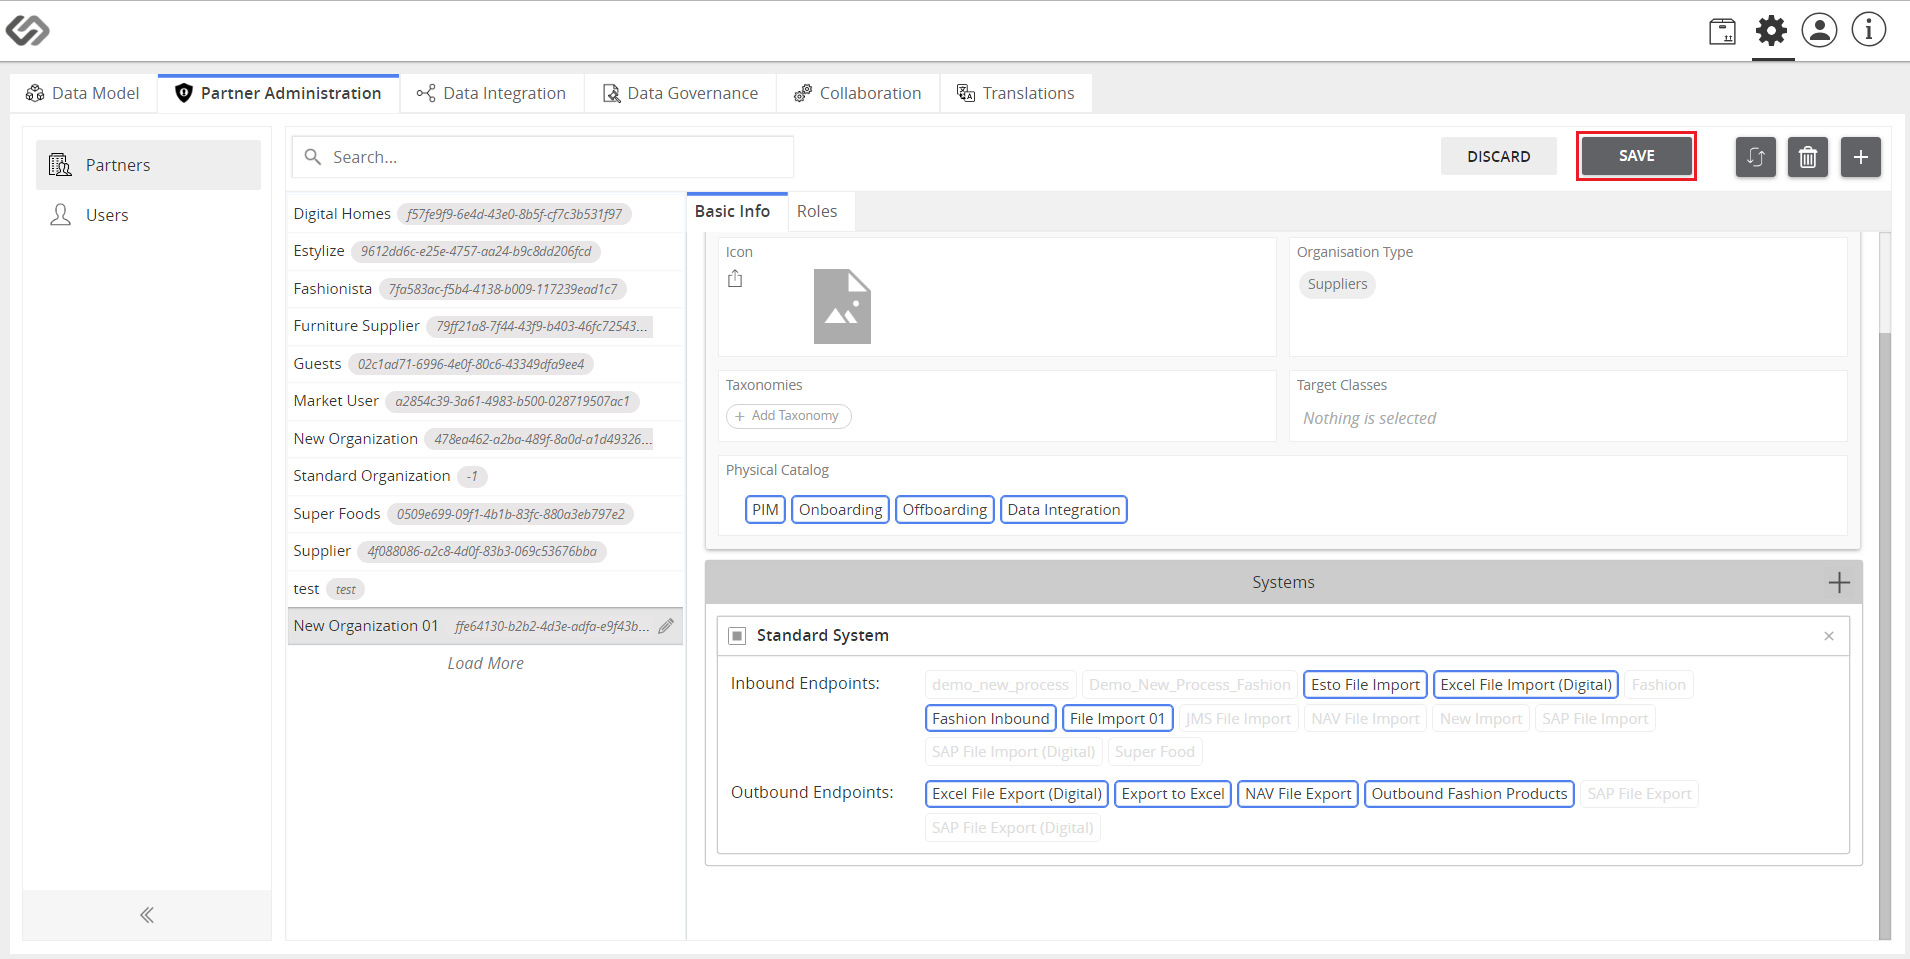 Data Model
Partner Administration
Data Integration
Data Governance
Collaboration
Translations
Partners
Users
Search...
DISCARD
SAVE
Digital Homes f57fe9f9-6e4d-43e0-8b5f-cf7c3b531f97
Estylize 9612dd6c-e25e-4757-aa24-b9c8dd206fcd
Fashionista 7fa583ac-f5b4-4138-b009-117239ead1c7
Furniture Supplier 79ff21a8-7f44-43f9-b403-46fc72543...
Guests 02c1ad71-6996-4e0f-80c6-43349dfa9ee4
Market User a2854c39-3a61-4983-b500-028719507ac1
New Organization 478ea462-a2ba-489f-8a0d-a1d49326...
Standard Organization -1
Super Foods 0509e699-09f1-4b1b-83fc-880a3eb797e2
Supplier 4f088086-a2c8-4d0f-83b3-069c53676bba
test test
New Organization 01 ffe64130-b2b2-4d3e-adfa-e9f43b...
Load More
Basic Info Roles
Icon
Organisation Type
Suppliers
Taxonomies
+ Add Taxonomy
Target Classes
Nothing is selected
Physical Catalog
PIM Onboarding Offboarding Data Integration
Systems
Standard System
Inbound Endpoints: demo_new_process Demo_New_Process_Fashion Esto File Import Excel File Import (Digital) Fashion
Fashion Inbound File Import 01 JMS File Import NAV File Import New Import SAP File Import
SAP File Import (Digital) Super Food
Outbound Endpoints: Excel File Export (Digital) Export to Excel NAV File Export Outbound Fashion Products SAP File Export
SAP File Export (Digital)